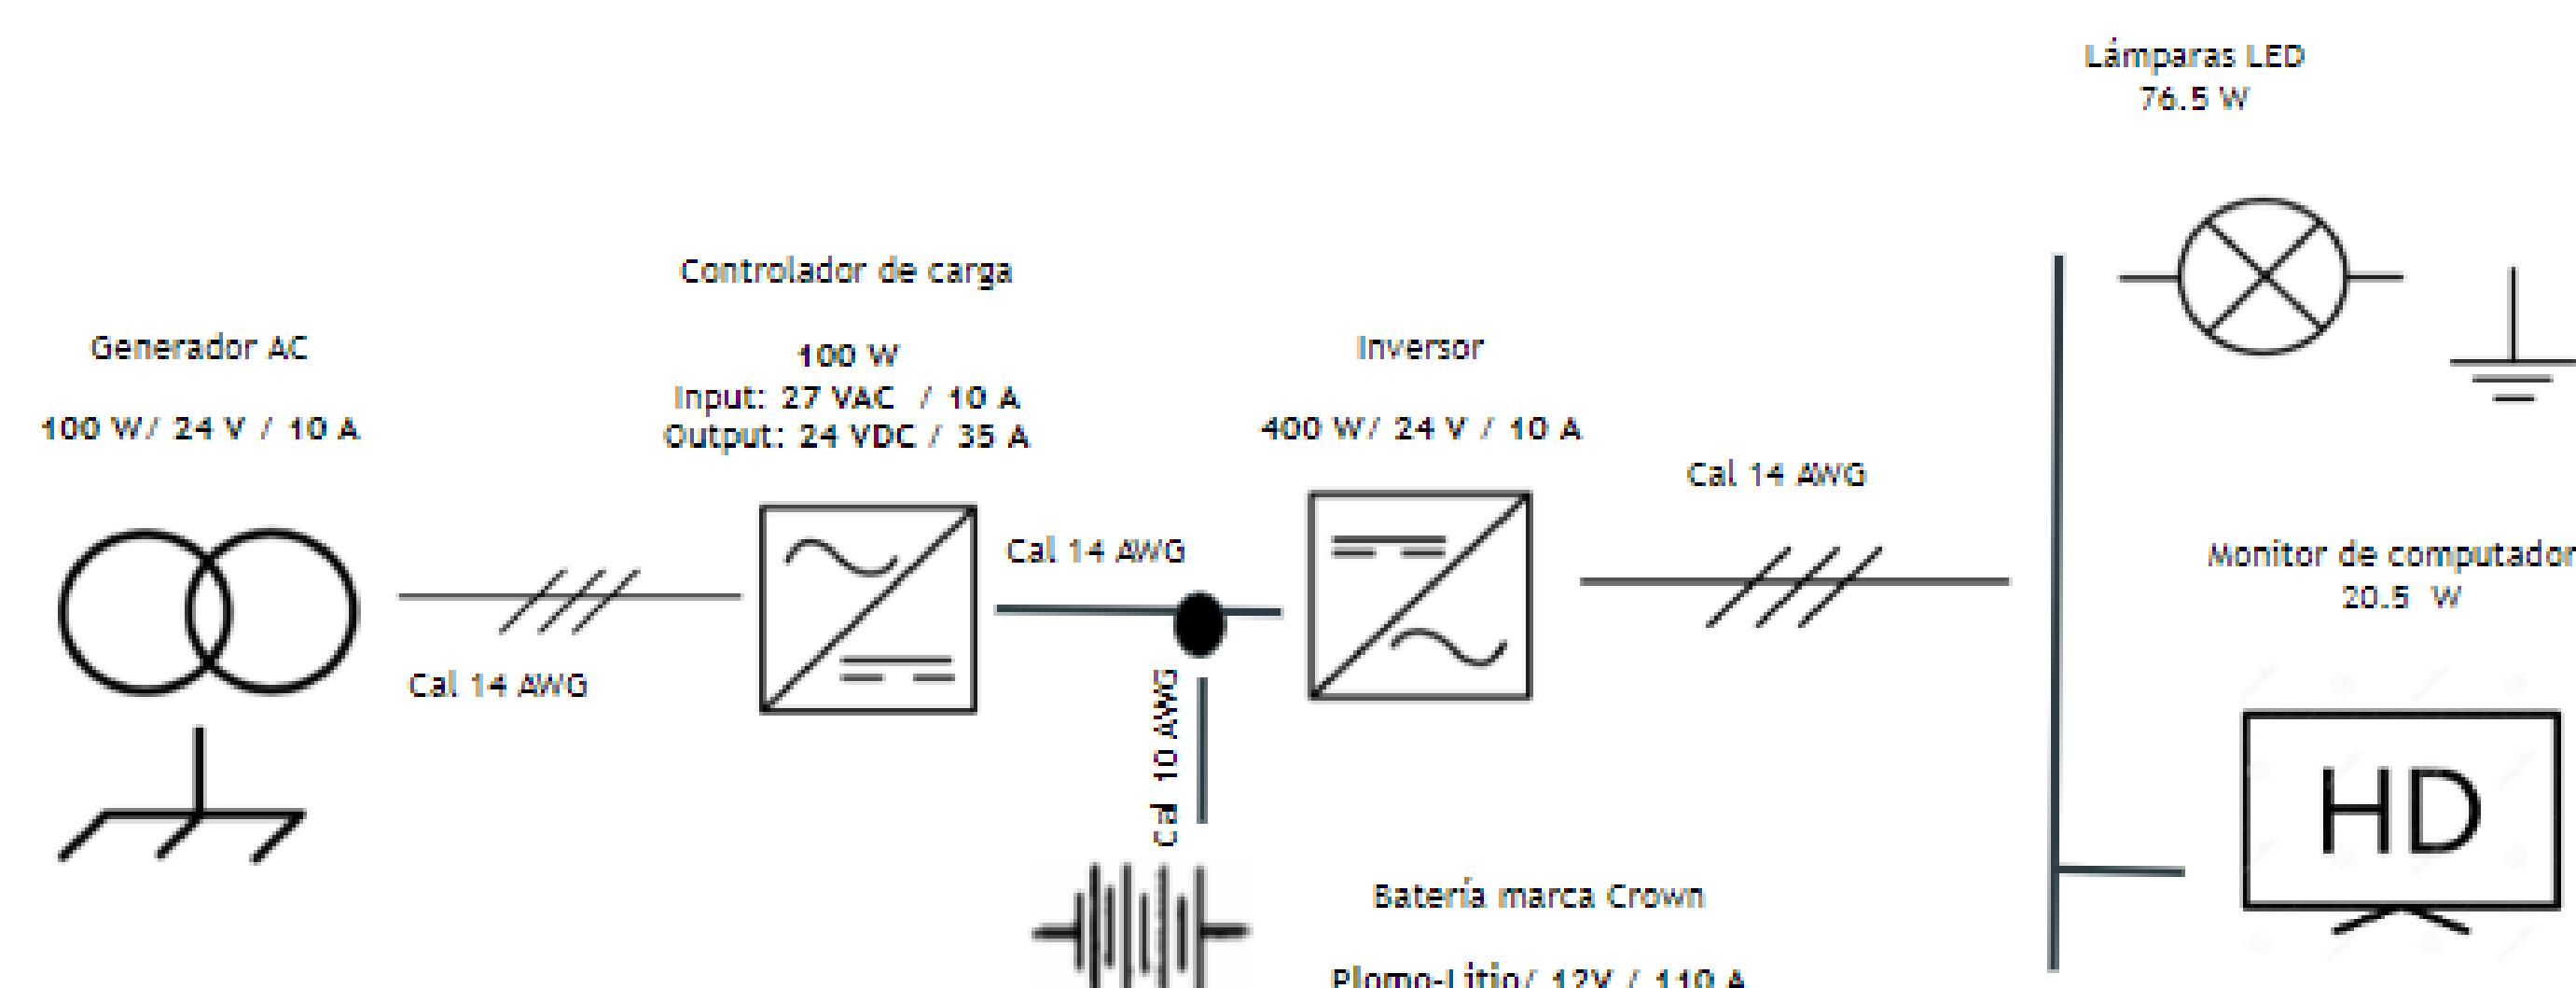 Lámparas LED
76.5 W
Controlador de carga
100 W
Input: 27 VAC / 10 A
Output: 24 VDC / 35 A
Generador AC
100 W/ 24 V / 10 A
Inversor
400 W/ 24 V / 10 A
Cal 14 AWG
Cal 14 AWG
Cal 14 AWG
Cal 10 AWG
Monitor de computador
20.5 W
HD
Batería marca Crown
Plomo-Litio/ 12V / 110 A